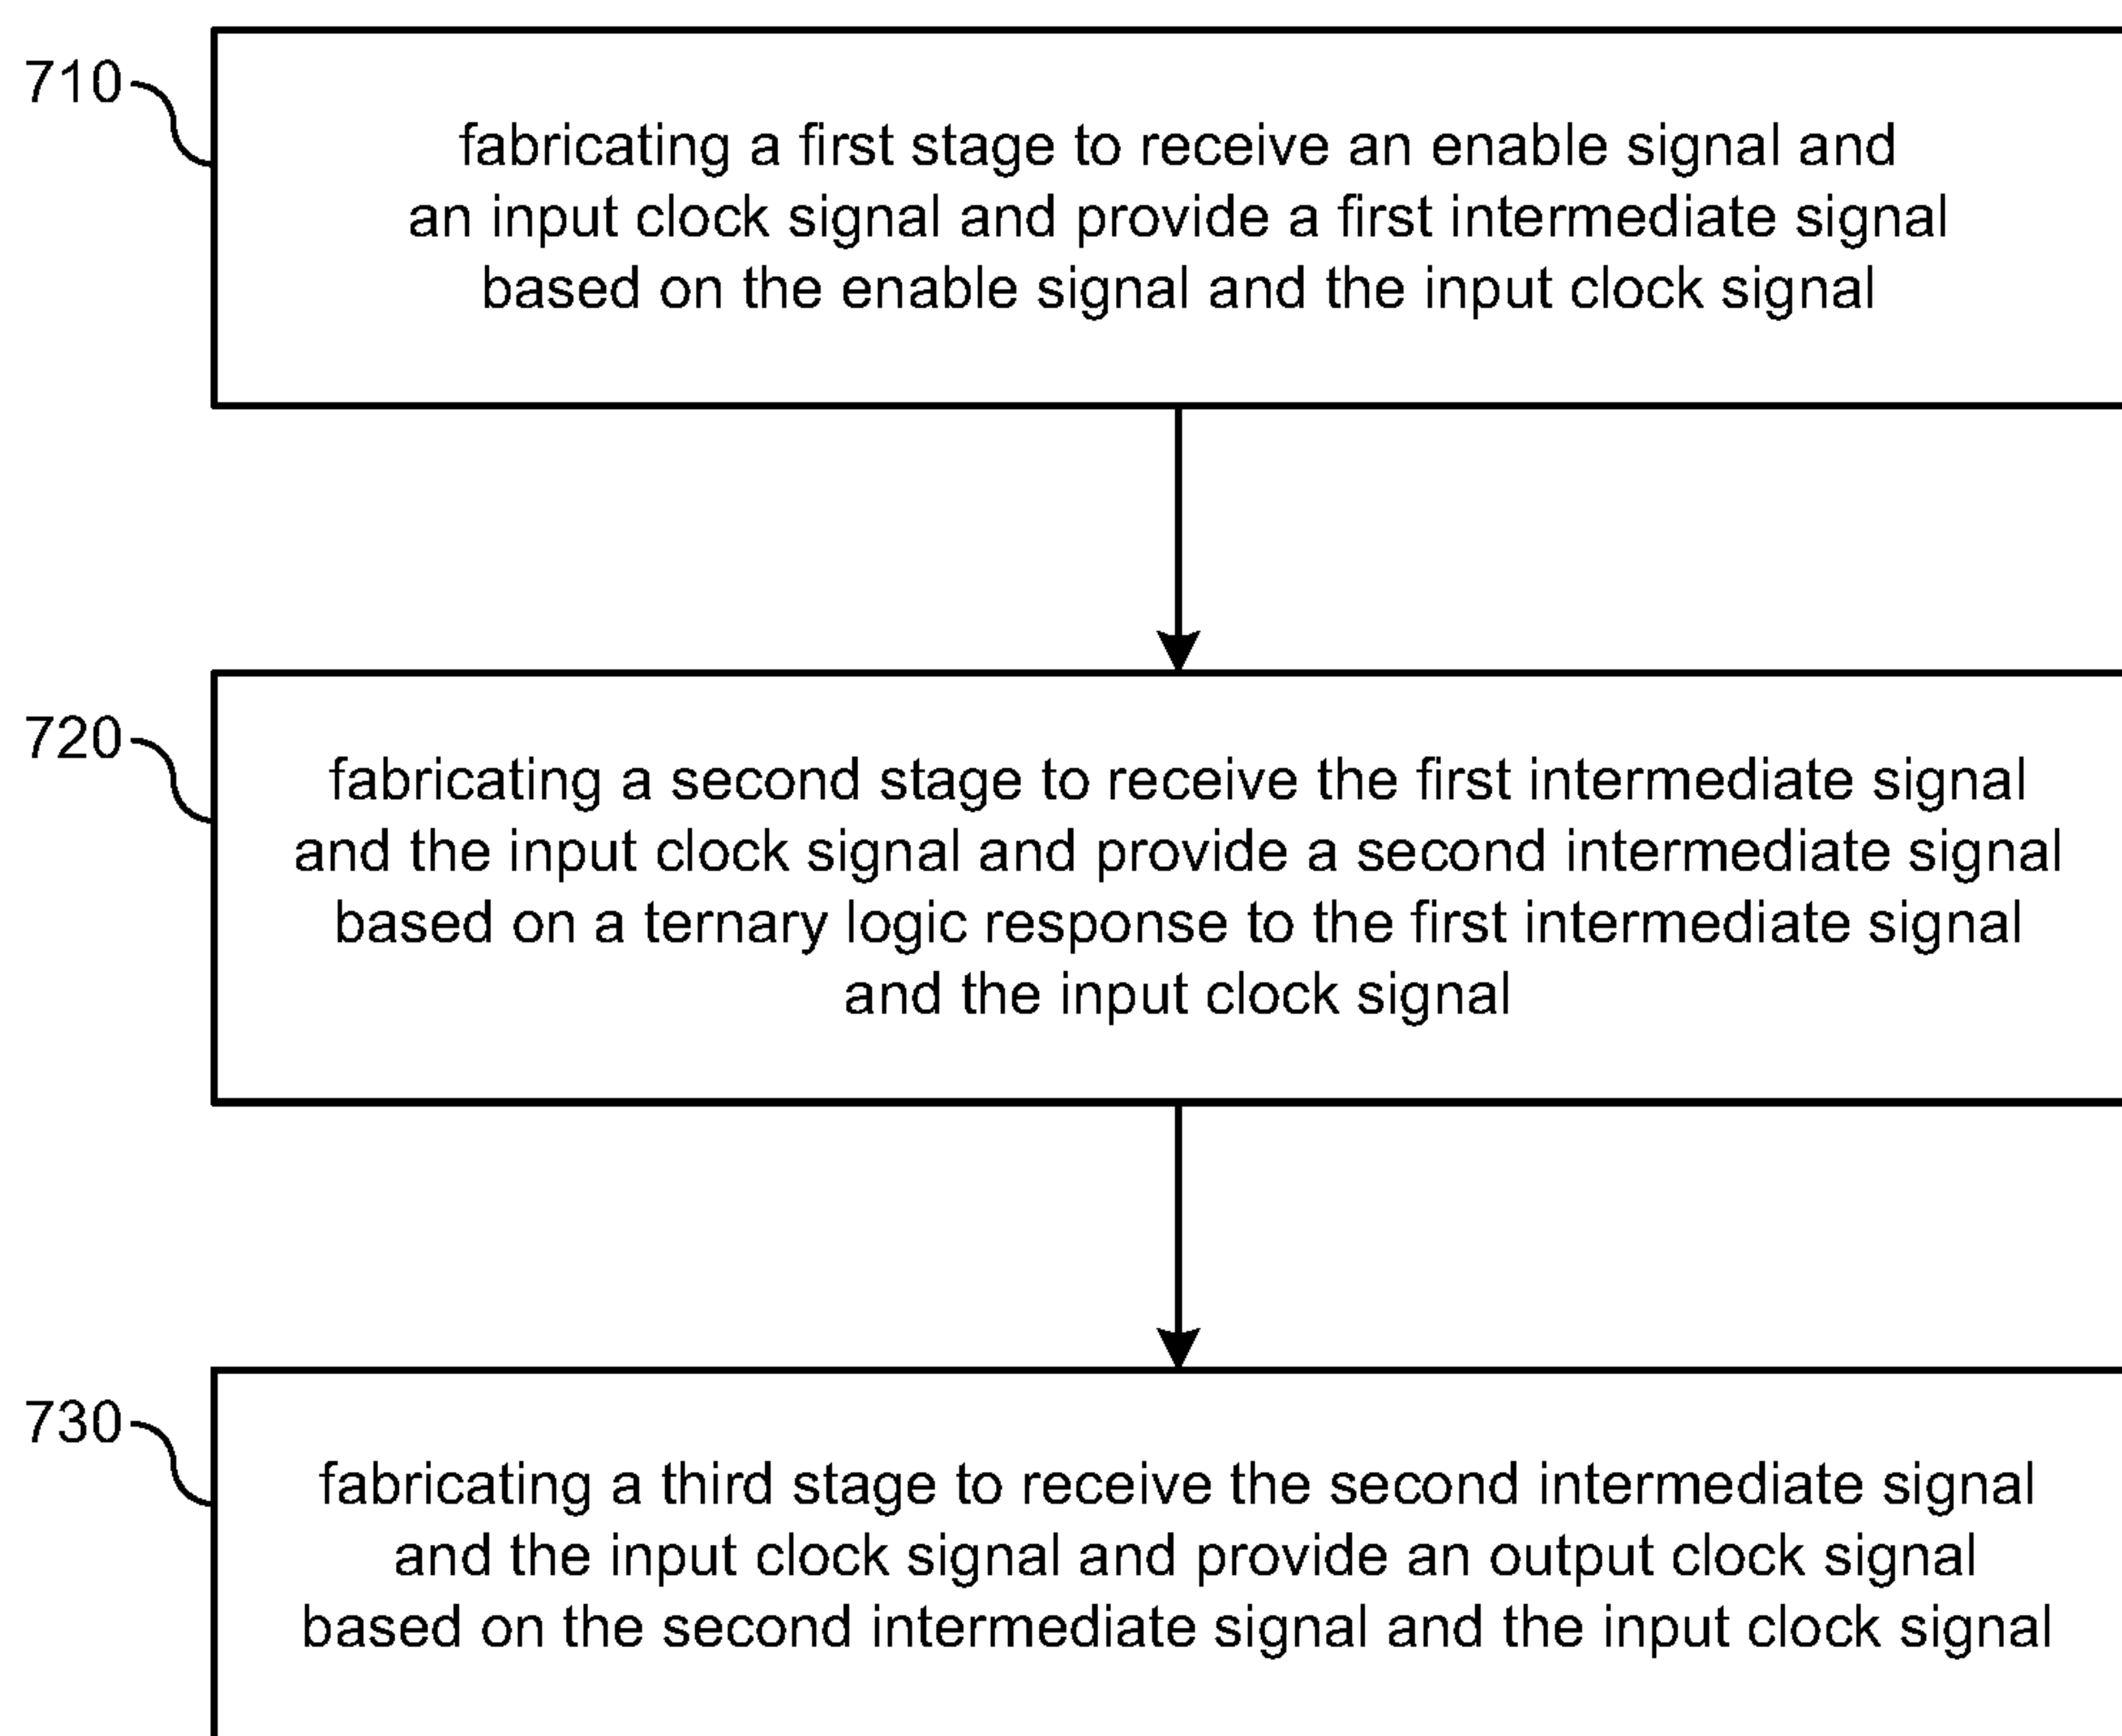 710
fabricating a first stage to receive an enable signal and
an input clock signal and provide a first intermediate signal
based on the enable signal and the input clock signal
720
fabricating a second stage to receive the first intermediate signal
and the input clock signal and provide a second intermediate signal
based on a ternary logic response to the first intermediate signal
and the input clock signal
730
fabricating a third stage to receive the second intermediate signal
and the input clock signal and provide an output clock signal
based on the second intermediate signal and the input clock signal